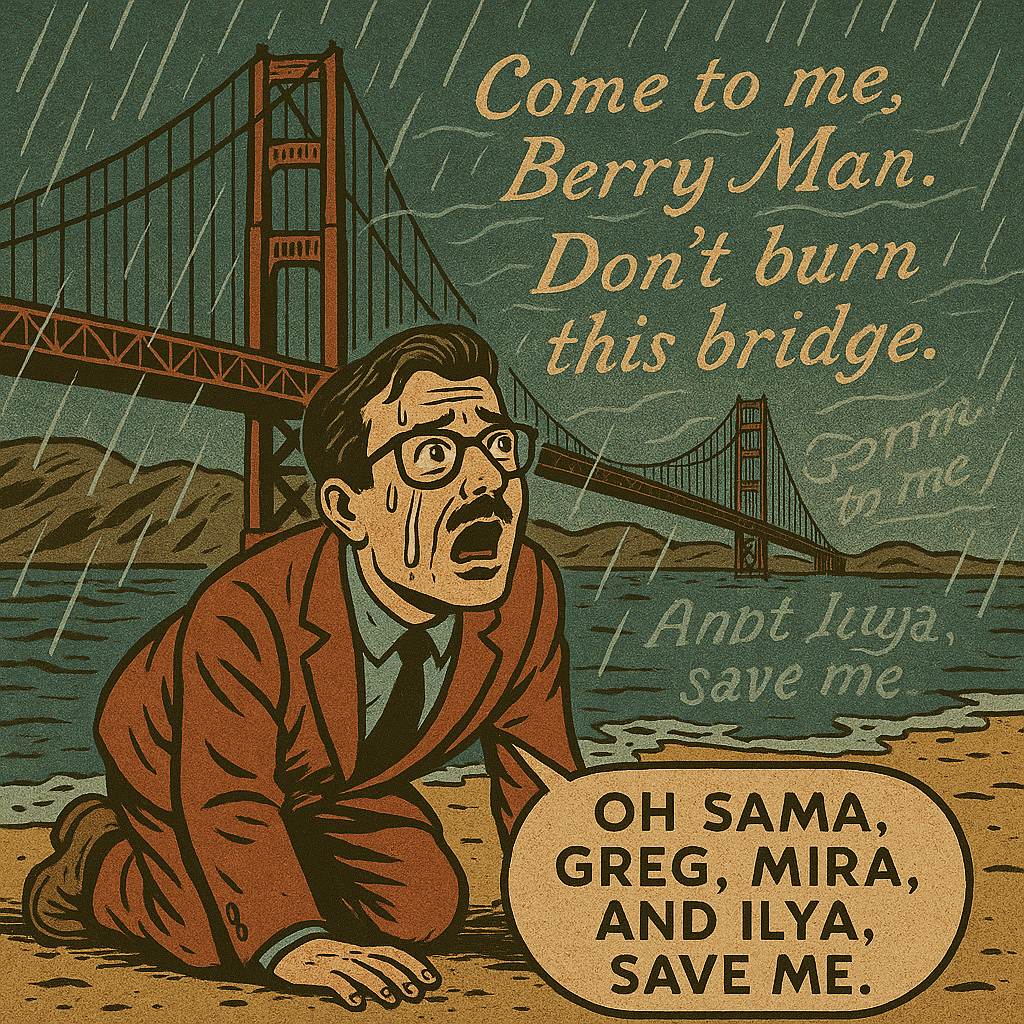 Come to me,
Berry Man.
Don't burn
this bridge.
to me
save me.
OH SAMA,
GREG, MIRA,
AND ILYA,
SAVE ME.